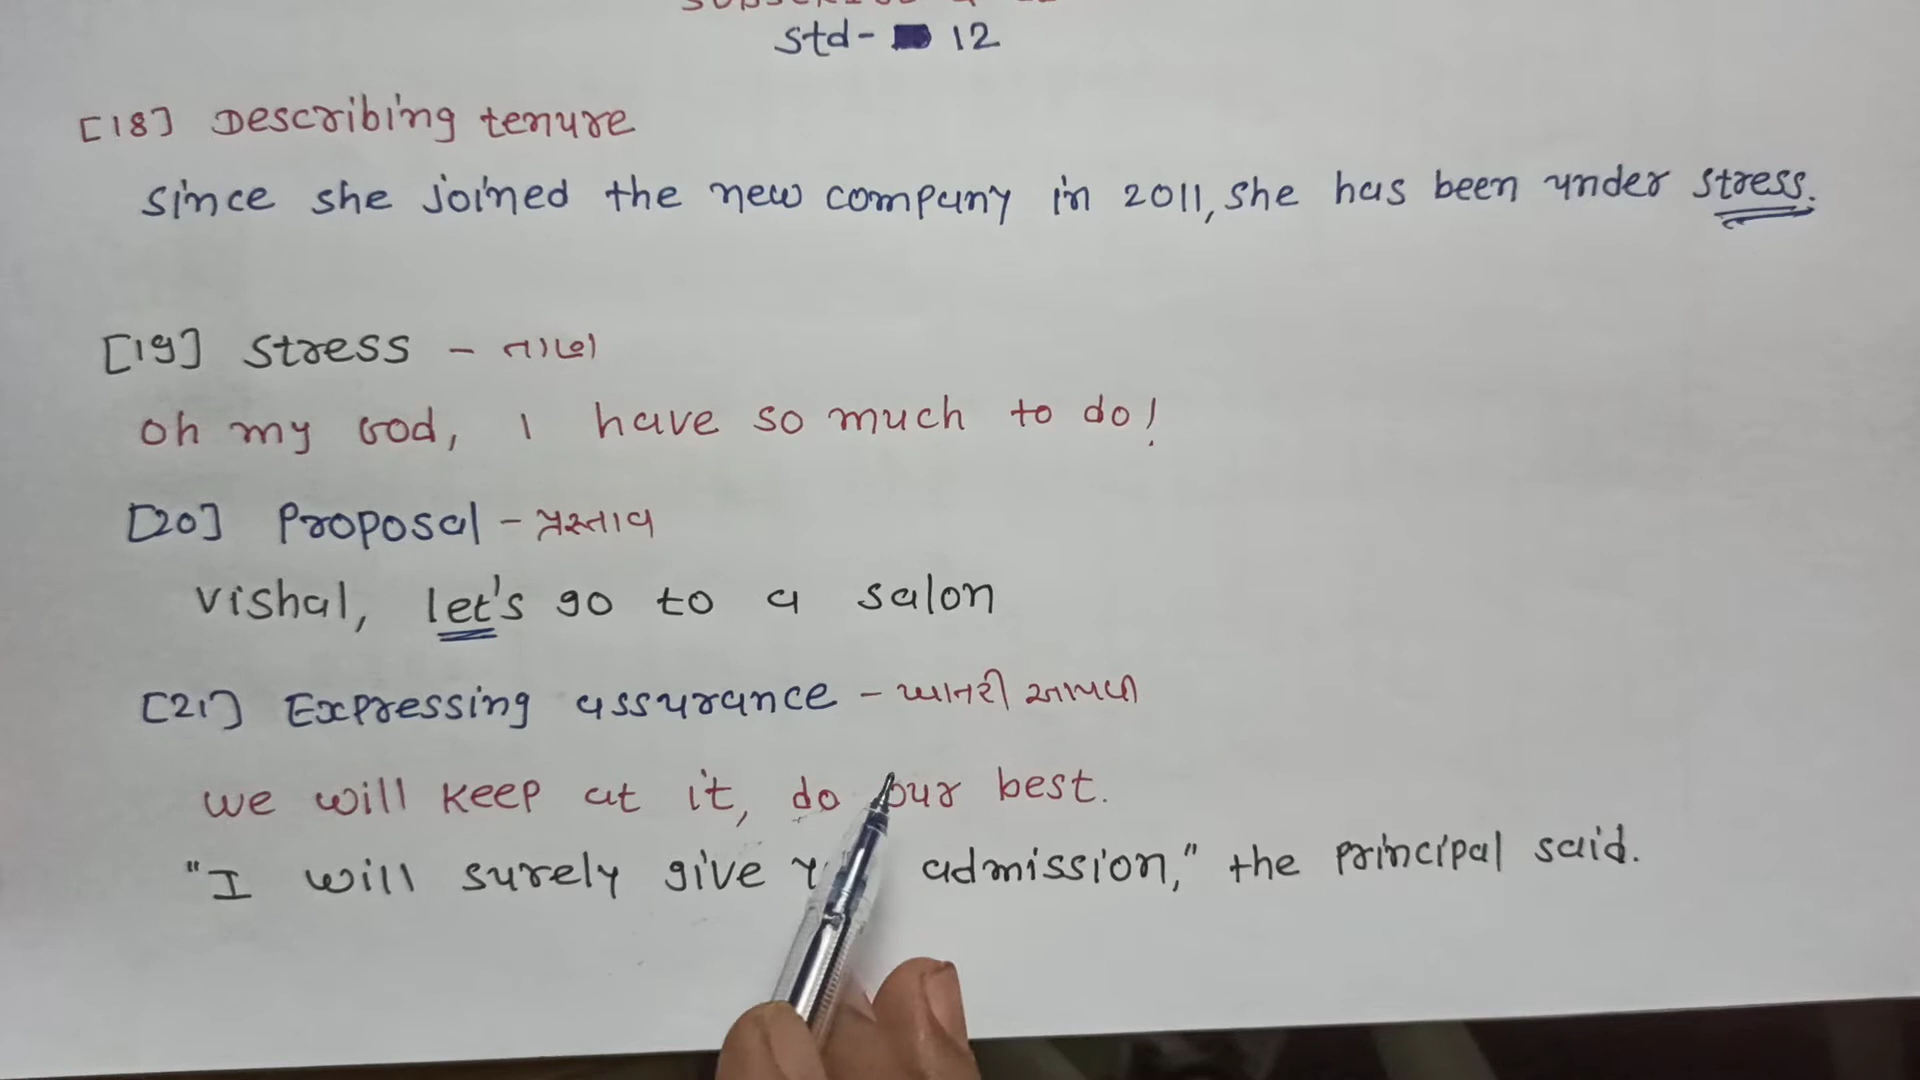 std- 12
[18] Describing tenure
since she joined the new company in 2011, she has been under stress.
[19] Stress - તાણ
oh my God, I have so much to do!
[20] Proposal - પ્રસ્તાવ
vishal, let's go to a salon
[21] Expressing assurance - ખાતરી આપવી
we will keep at it, do our best.
"I will surely give admission," the principal said.